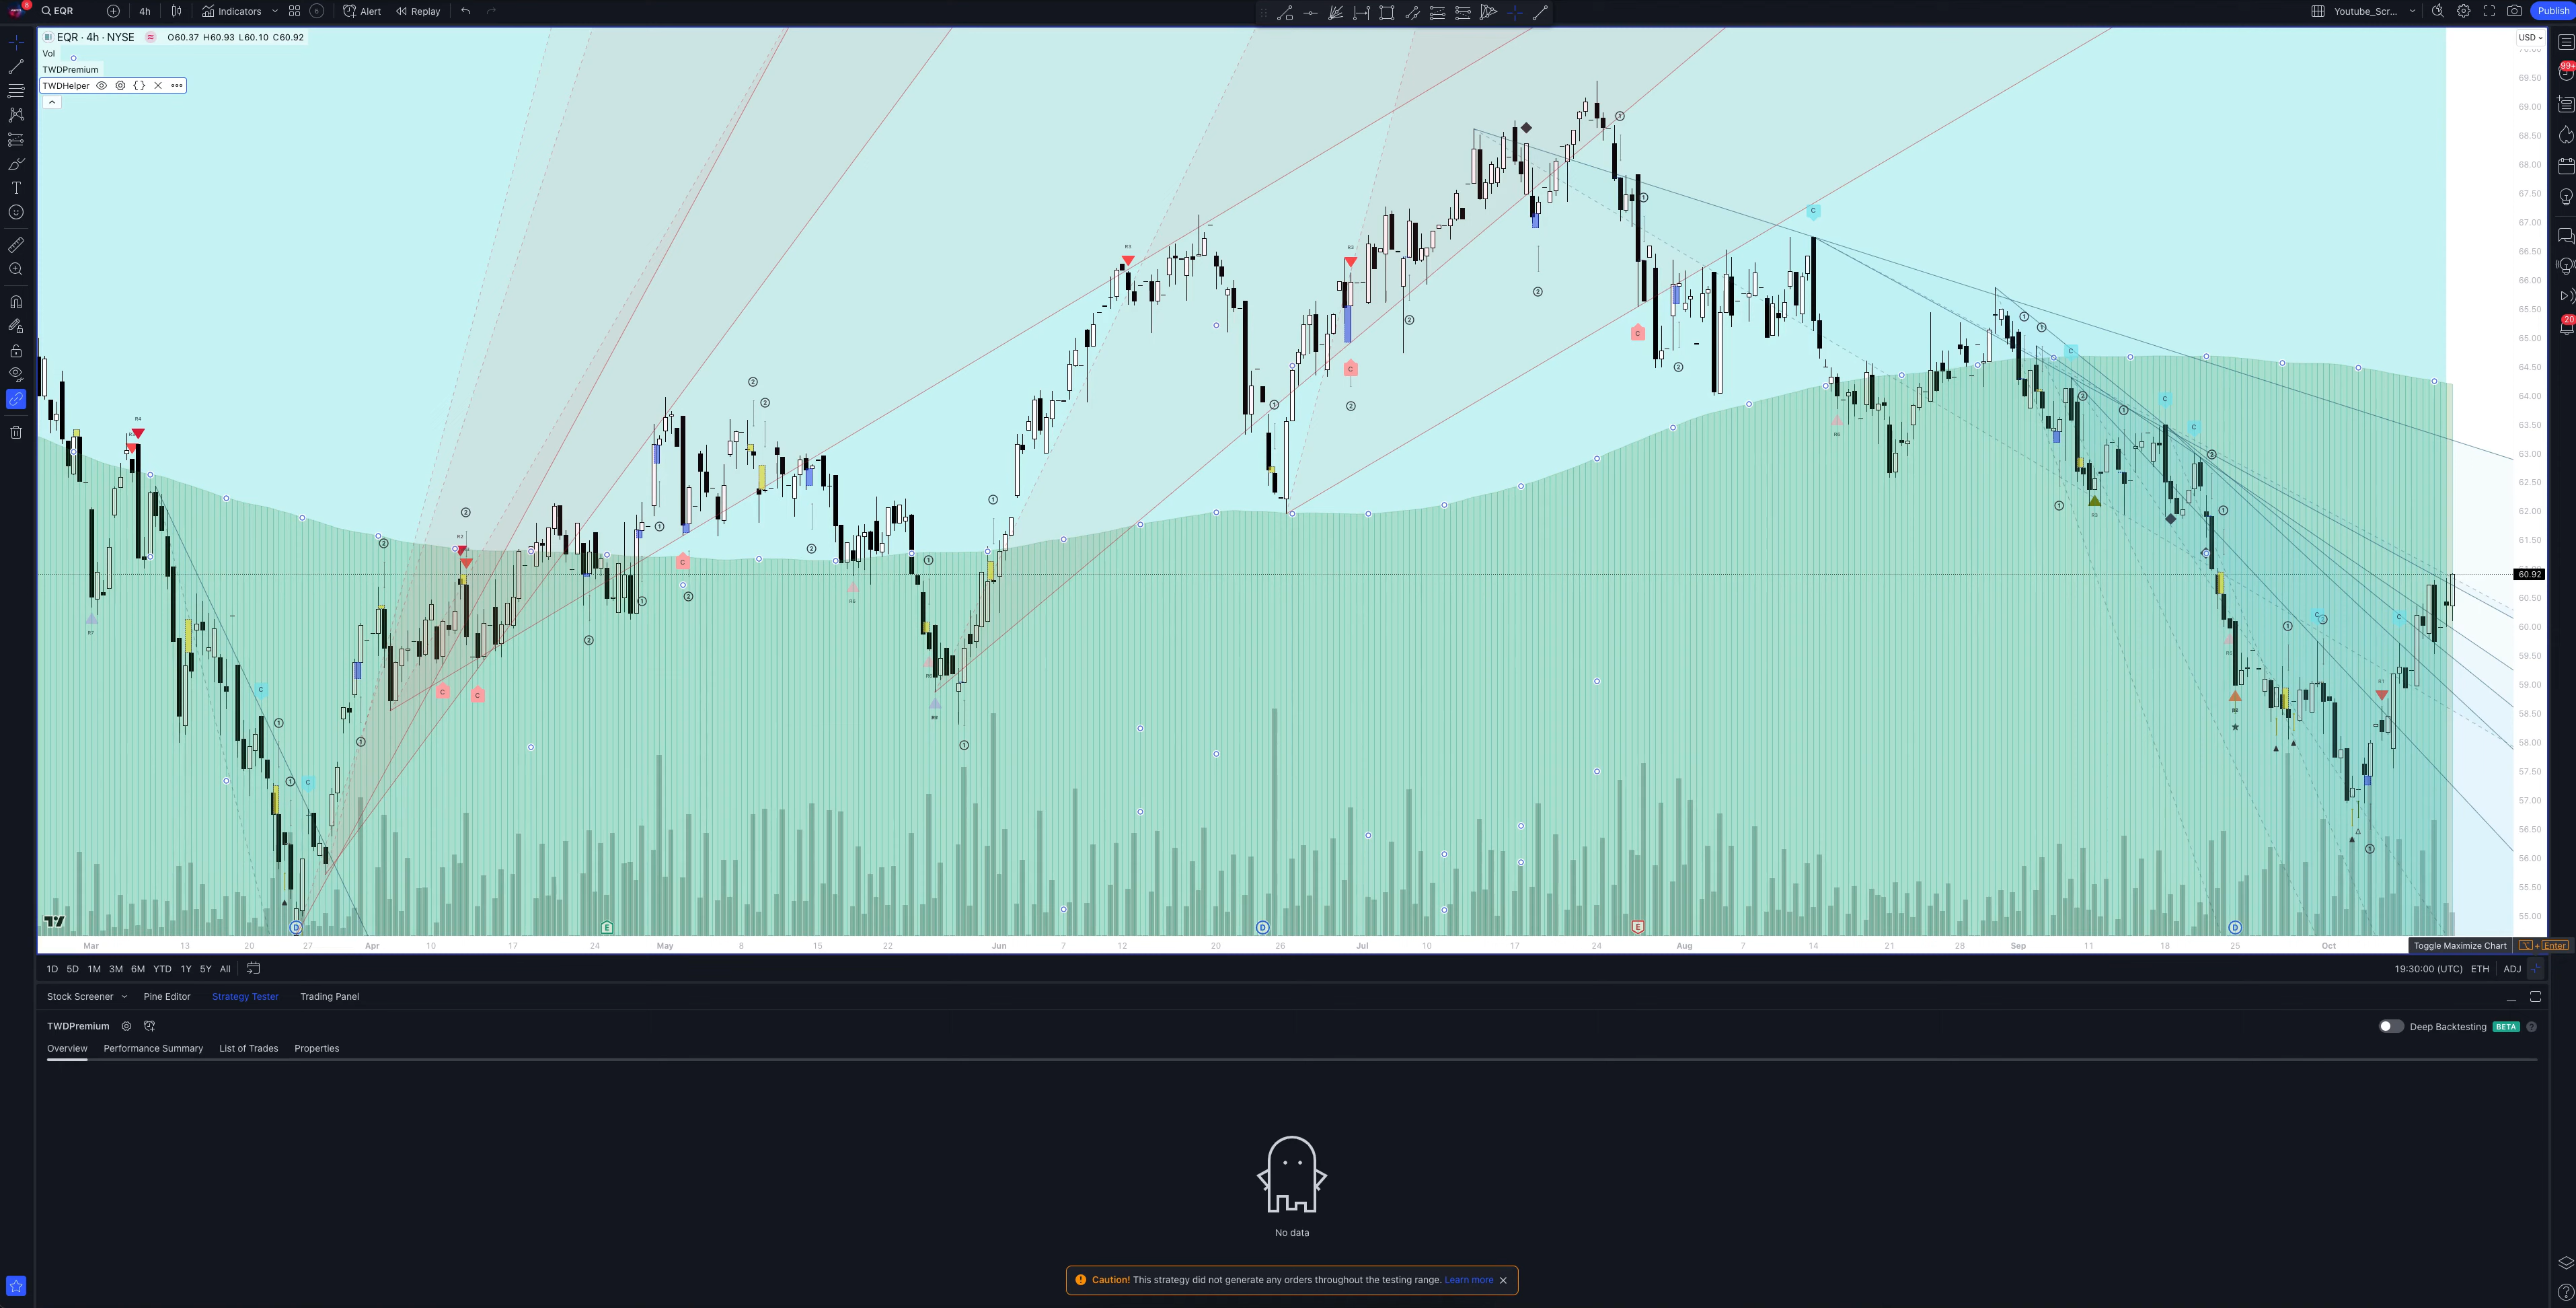 6 EQR 4h Indicators 6 Alert Replay Youtube_Scr... Publish
EQR · 4h · NYSE O60.37 H60.93 L60.10 C60.92
Vol
TWDPremium
TWDHelper
USD
99+
20
69.50
69.00
68.50
68.00
67.50
67.00
66.50
66.00
65.50
65.00
64.50
64.00
63.50
63.00
62.50
62.00
61.50
60.92
60.50
60.00
59.50
59.00
58.50
58.00
57.50
57.00
56.50
56.00
55.50
55.00
Mar 13 20 27 Apr 10 17 24 May 8 15 22 Jun 7 12 20 26 Jul 10 17 24 Aug 7 14 21 28 Sep 11 18 25 Oct
Toggle Maximize Chart ⌥ + Enter
1D 5D 1M 3M 6M YTD 1Y 5Y All 19:30:00 (UTC) ETH ADJ
Stock Screener Pine Editor Strategy Tester Trading Panel
TWDPremium Deep Backtesting BETA
Overview Performance Summary List of Trades Properties
No data
Caution! This strategy did not generate any orders throughout the testing range. Learn more